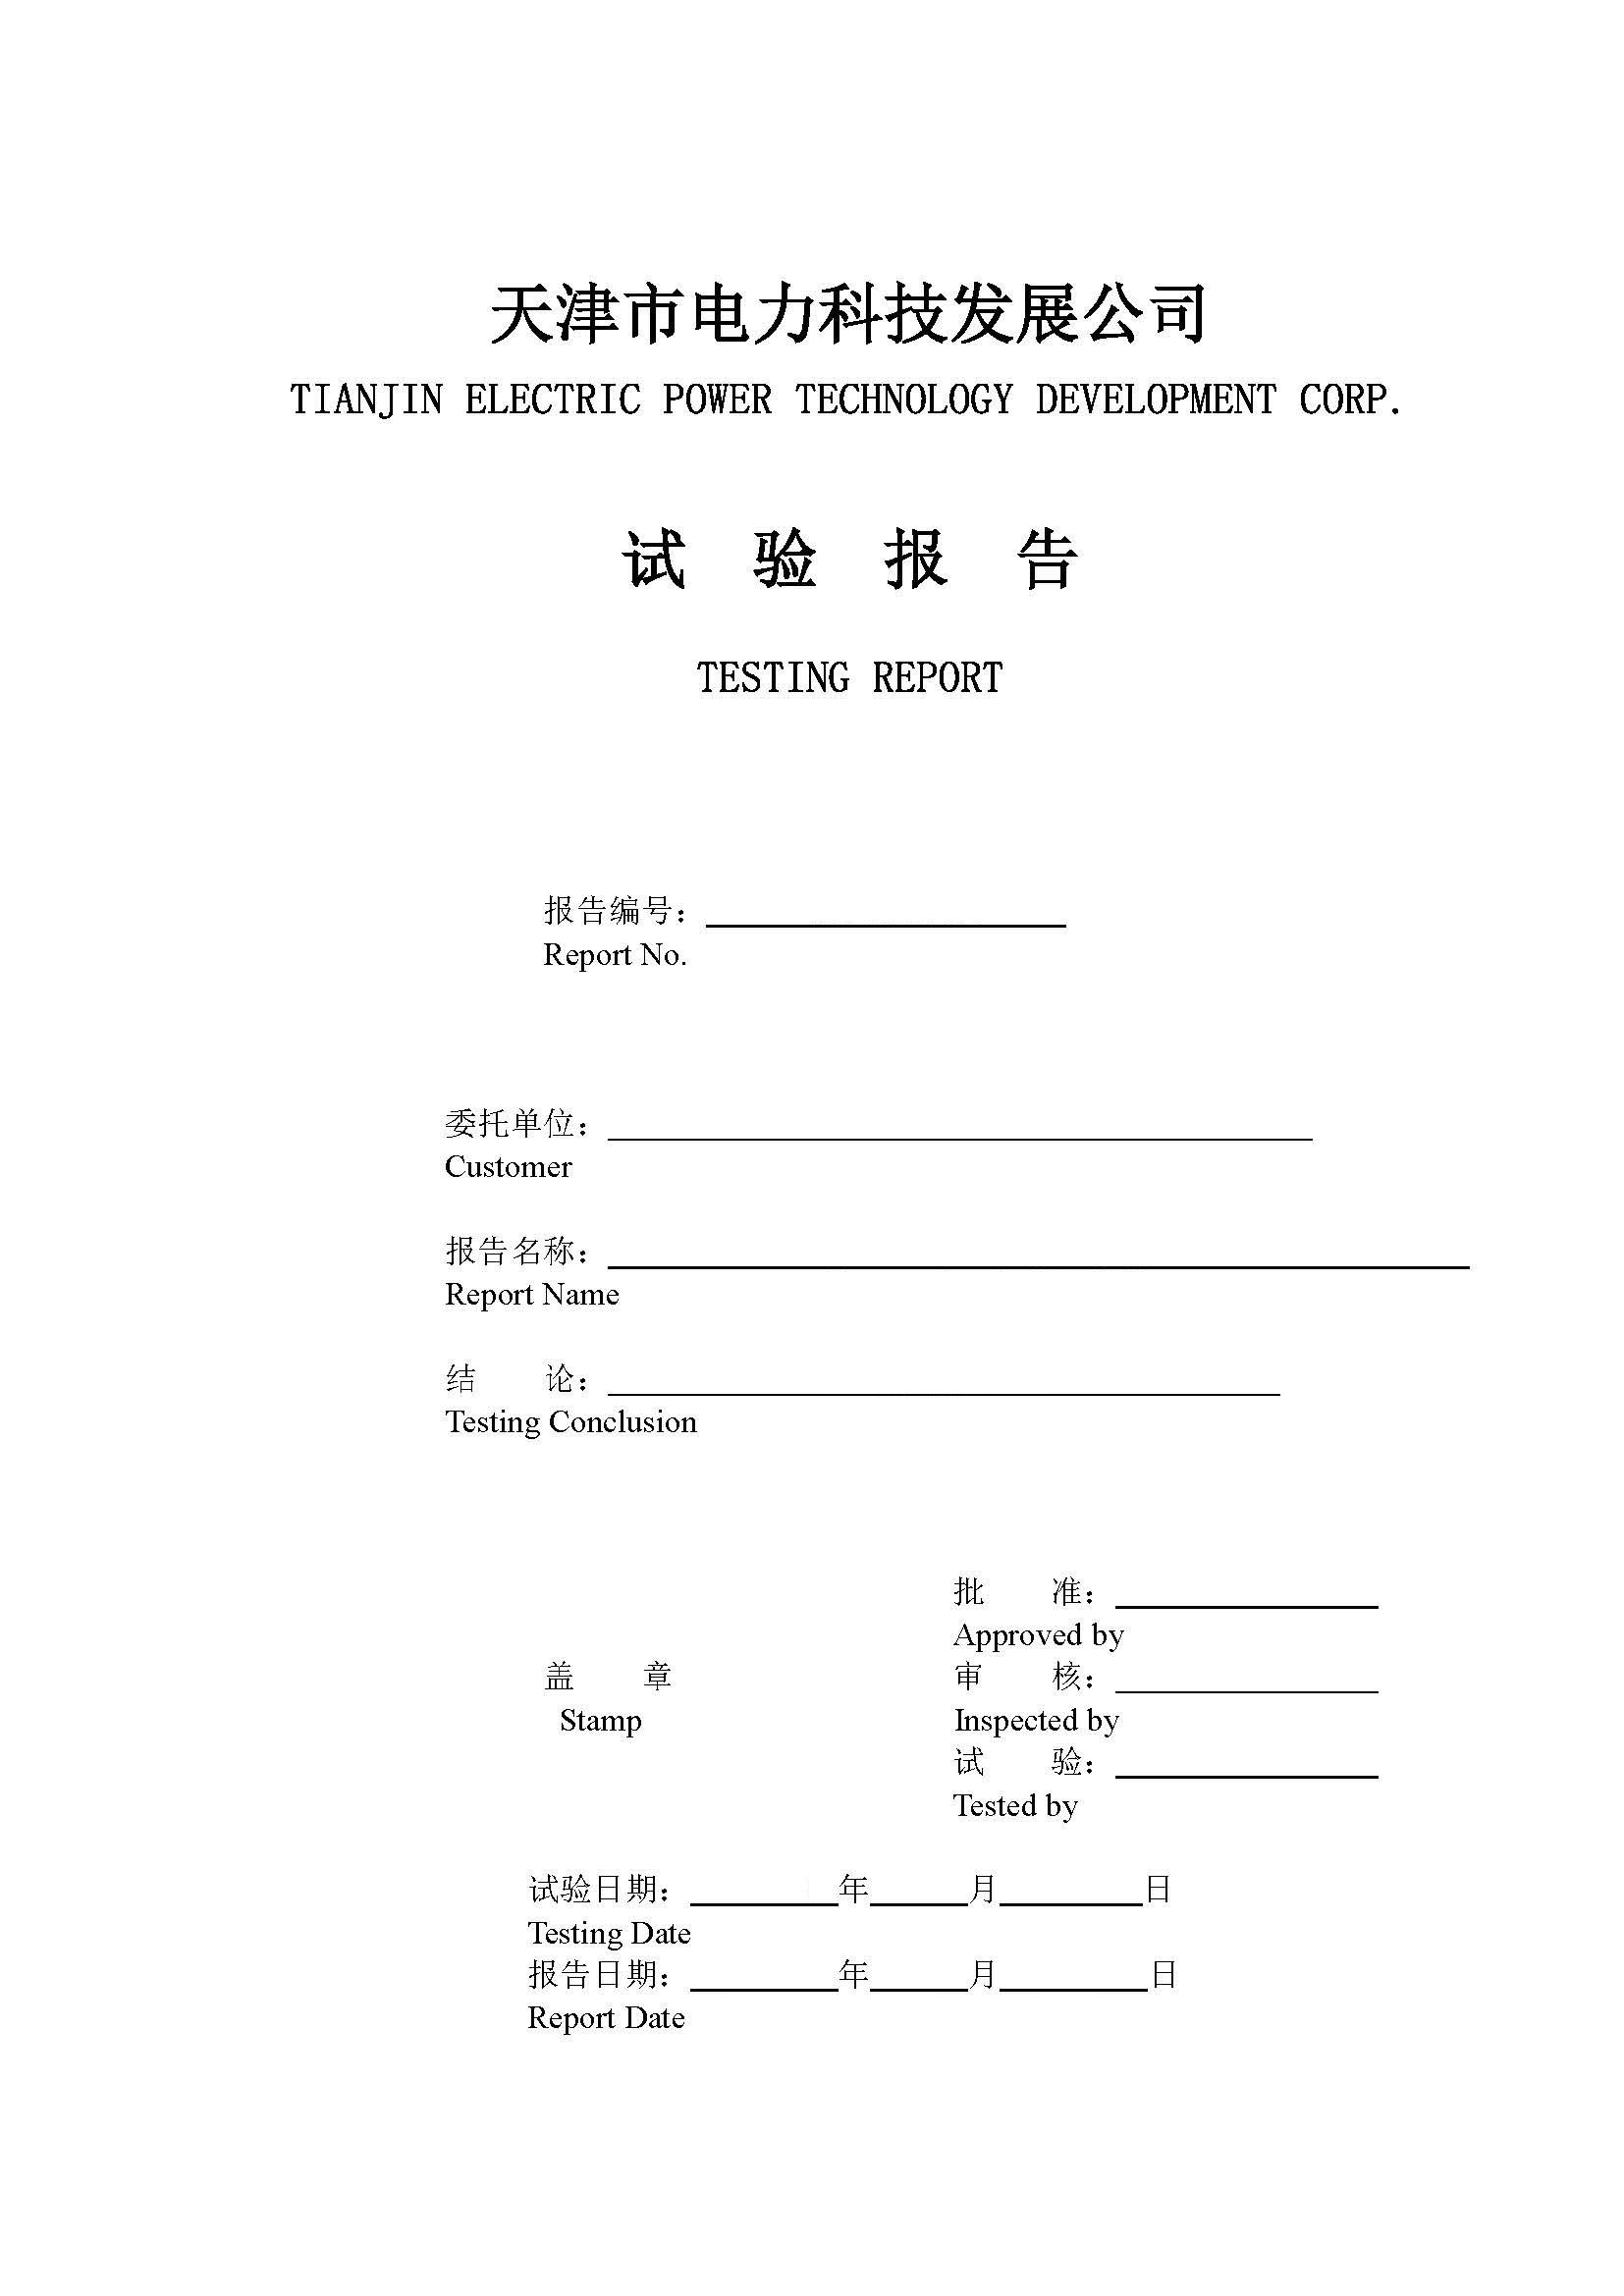 天津市电力科技发展公司
TIANJIN ELECTRIC POWER TECHNOLOGY DEVELOPMENT CORP.
试 验 报 告
TESTING REPORT
报告编号：
Report No.
委托单位：
Customer
报告名称：
Report Name
结 论：
Testing Conclusion
批 准：
Approved by
盖 章 审 核：
Stamp Inspected by
试 验：
Tested by
试验日期： 年 月 日
Testing Date
报告日期： 年 月 日
Report Date